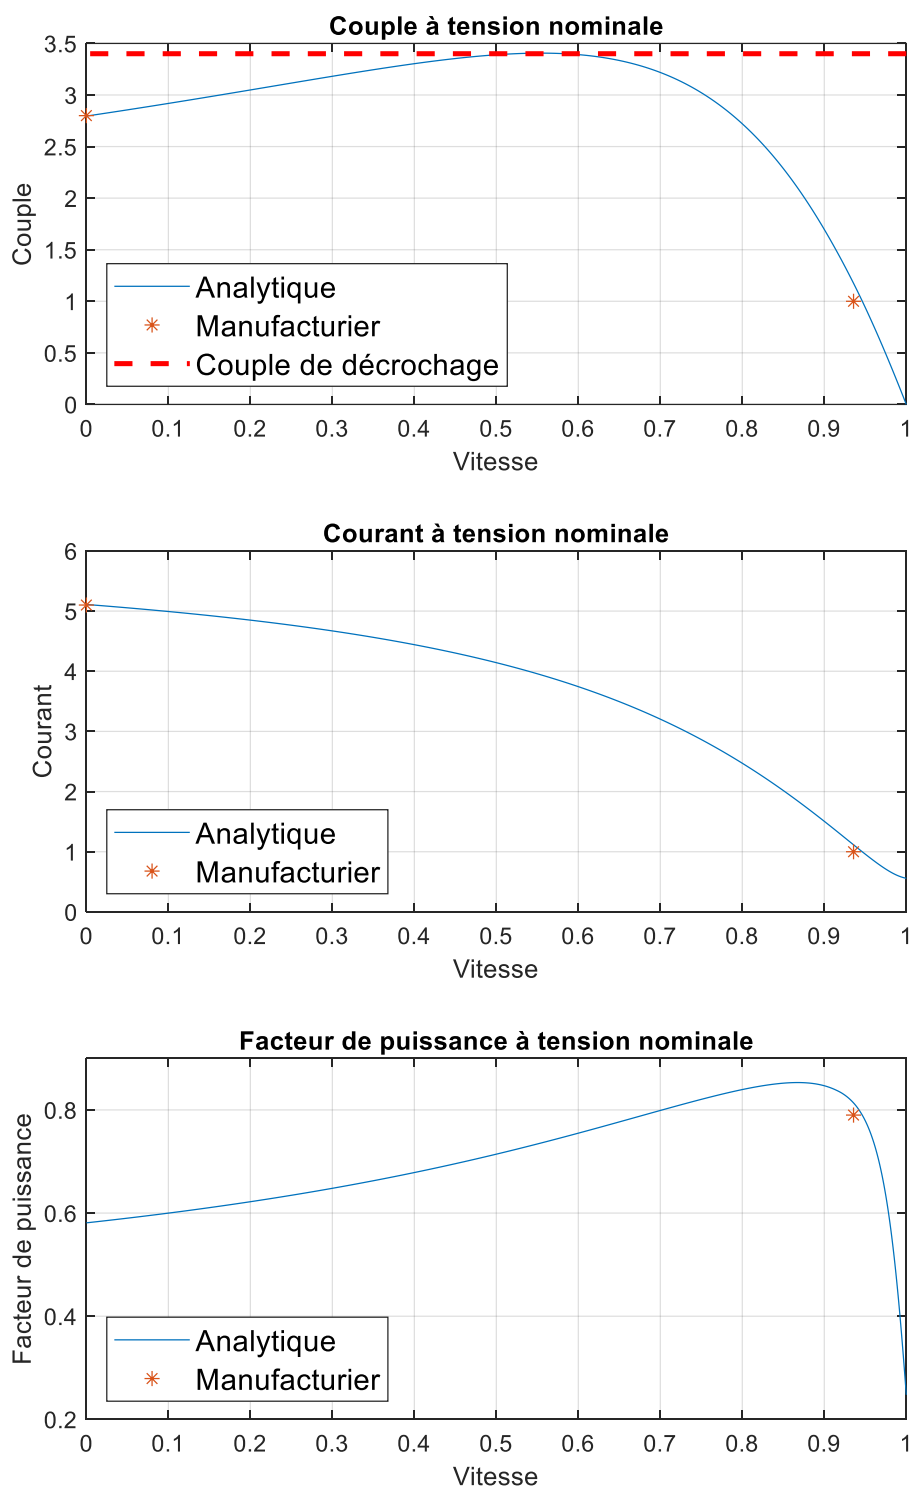 Couple à tension nominale
3.5
3
2.5
2
1.5
1
0.5
0
Couple
Analytique
Manufacturier
Couple de décrochage
0 0.1 0.2 0.3 0.4 0.5 0.6 0.7 0.8 0.9 1
Vitesse
Courant à tension nominale
6
5
4
3
2
1
0
Courant
Analytique
Manufacturier
0 0.1 0.2 0.3 0.4 0.5 0.6 0.7 0.8 0.9 1
Vitesse
Facteur de puissance à tension nominale
0.8
0.6
0.4
0.2
Facteur de puissance
Analytique
Manufacturier
0 0.1 0.2 0.3 0.4 0.5 0.6 0.7 0.8 0.9 1
Vitesse